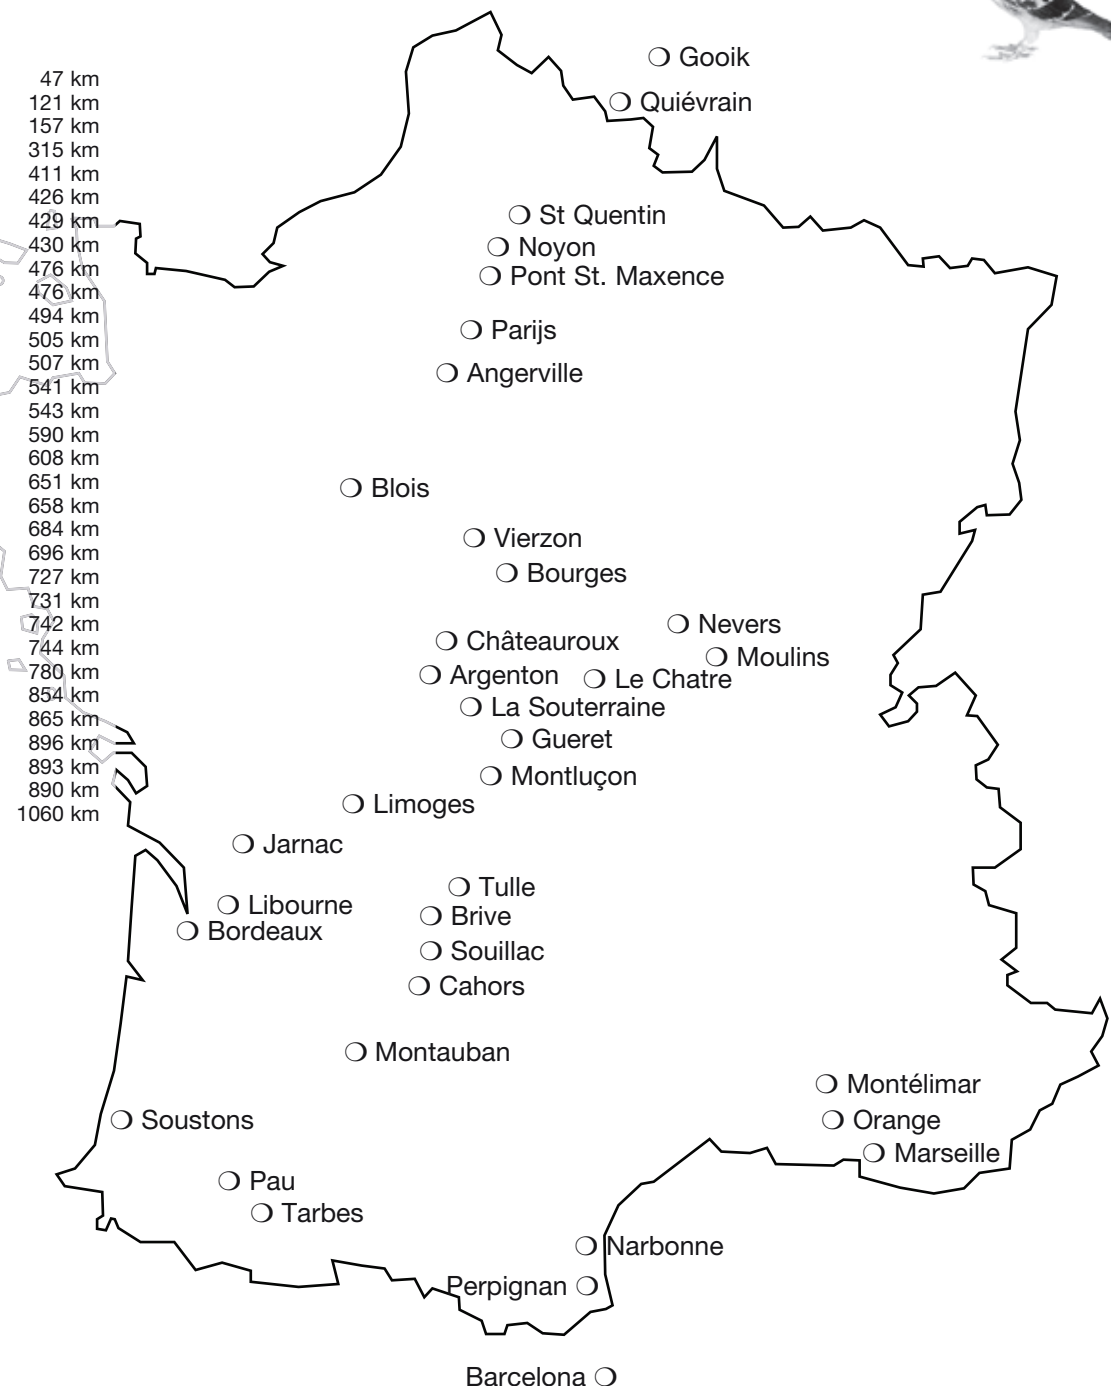 47 km
121 km
157 km
315 km
411 km
426 km
429 km
430 km
476 km
476 km
494 km
505 km
507 km
541 km
543 km
590 km
608 km
651 km
658 km
684 km
696 km
727 km
731 km
742 km
744 km
780 km
854 km
865 km
896 km
893 km
890 km
1060 km
Gooik
Quiévrain
St Quentin
Noyon
Pont St. Maxence
Parijs
Angerville
Blois
Vierzon
Bourges
Nevers
Châteauroux
Moulins
Argenton
Le Chatre
La Souterraine
Gueret
Montluçon
Limoges
Jarnac
Tulle
Libourne
Brive
Bordeaux
Souillac
Cahors
Montauban
Montélimar
Soustons
Orange
Marseille
Pau
Tarbes
Narbonne
Perpignan
Barcelona